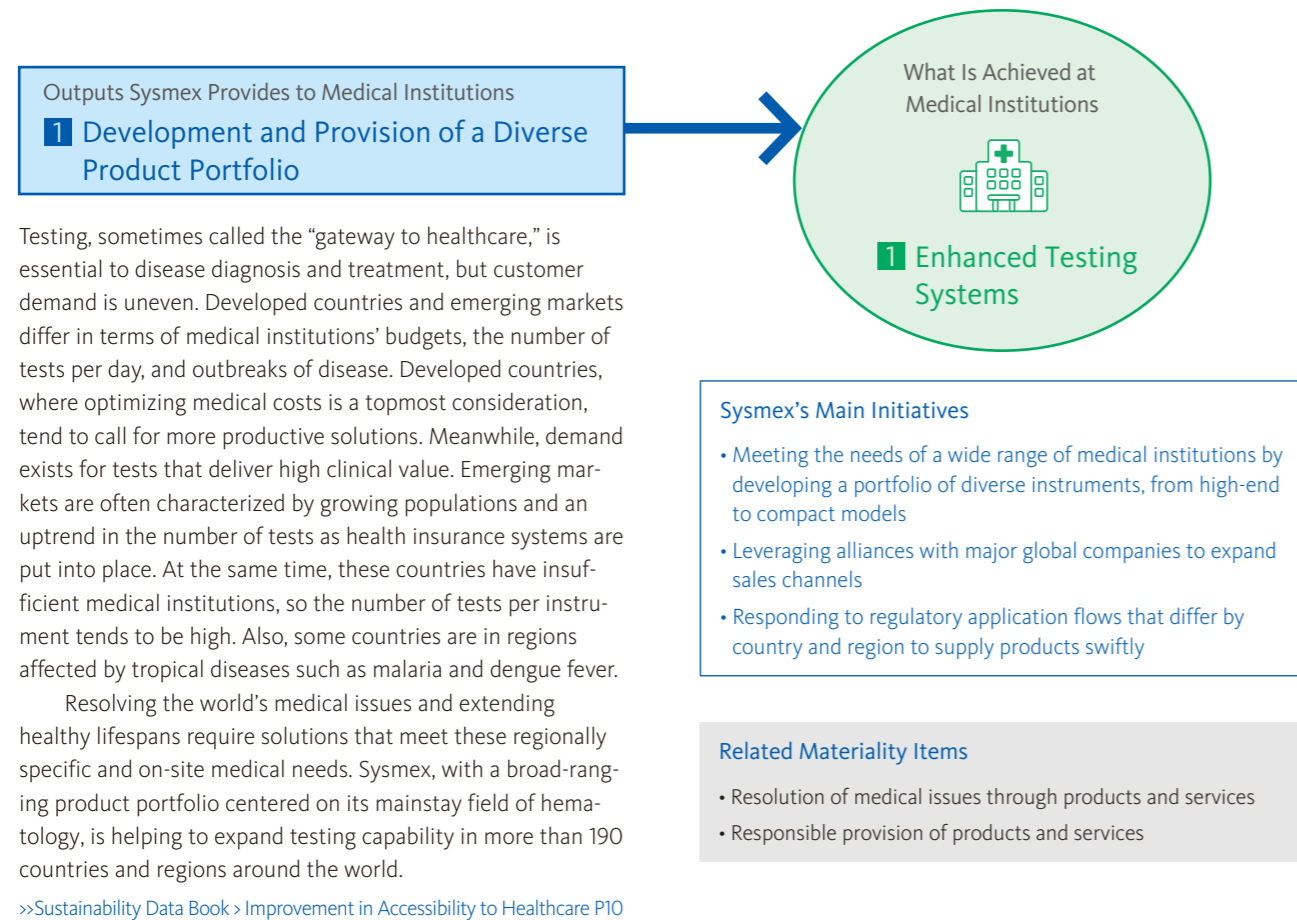 Outputs Sysmex Provides to Medical Institutions
1 Development and Provision of a Diverse
Product Portfolio
What Is Achieved at
Medical Institutions
1 Enhanced Testing
Systems
Testing, sometimes called the “gateway to healthcare,” is
essential to disease diagnosis and treatment, but customer
demand is uneven. Developed countries and emerging markets
differ in terms of medical institutions’ budgets, the number of
tests per day, and outbreaks of disease. Developed countries,
where optimizing medical costs is a topmost consideration,
tend to call for more productive solutions. Meanwhile, demand
exists for tests that deliver high clinical value. Emerging mar-
kets are often characterized by growing populations and an
uptrend in the number of tests as health insurance systems are
put into place. At the same time, these countries have insuf-
ficient medical institutions, so the number of tests per instru-
ment tends to be high. Also, some countries are in regions
affected by tropical diseases such as malaria and dengue fever.
Resolving the world’s medical issues and extending
healthy lifespans require solutions that meet these regionally
specific and on-site medical needs. Sysmex, with a broad-rang-
ing product portfolio centered on its mainstay field of hema-
tology, is helping to expand testing capability in more than 190
countries and regions around the world.
>>Sustainability Data Book > Improvement in Accessibility to Healthcare P10
Sysmex’s Main Initiatives
• Meeting the needs of a wide range of medical institutions by
developing a portfolio of diverse instruments, from high-end
to compact models
• Leveraging alliances with major global companies to expand
sales channels
• Responding to regulatory application flows that differ by
country and region to supply products swiftly
Related Materiality Items
• Resolution of medical issues through products and services
• Responsible provision of products and services